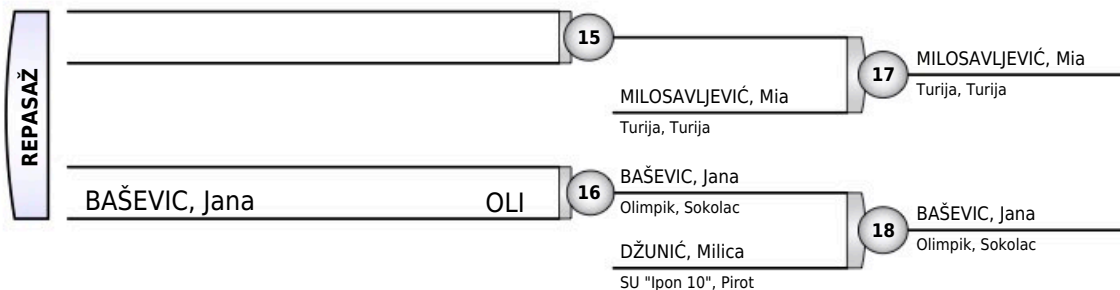 REPASAŽ
15
MILOSAVLJEVIĆ, Mia
Turija, Turija
17
MILOSAVLJEVIĆ, Mia
Turija, Turija
BAŠEVIC, Jana OLI
16
BAŠEVIC, Jana
Olimpik, Sokolac
DŽUNIĆ, Milica
SU "Ipon 10", Pirot
18
BAŠEVIC, Jana
Olimpik, Sokolac